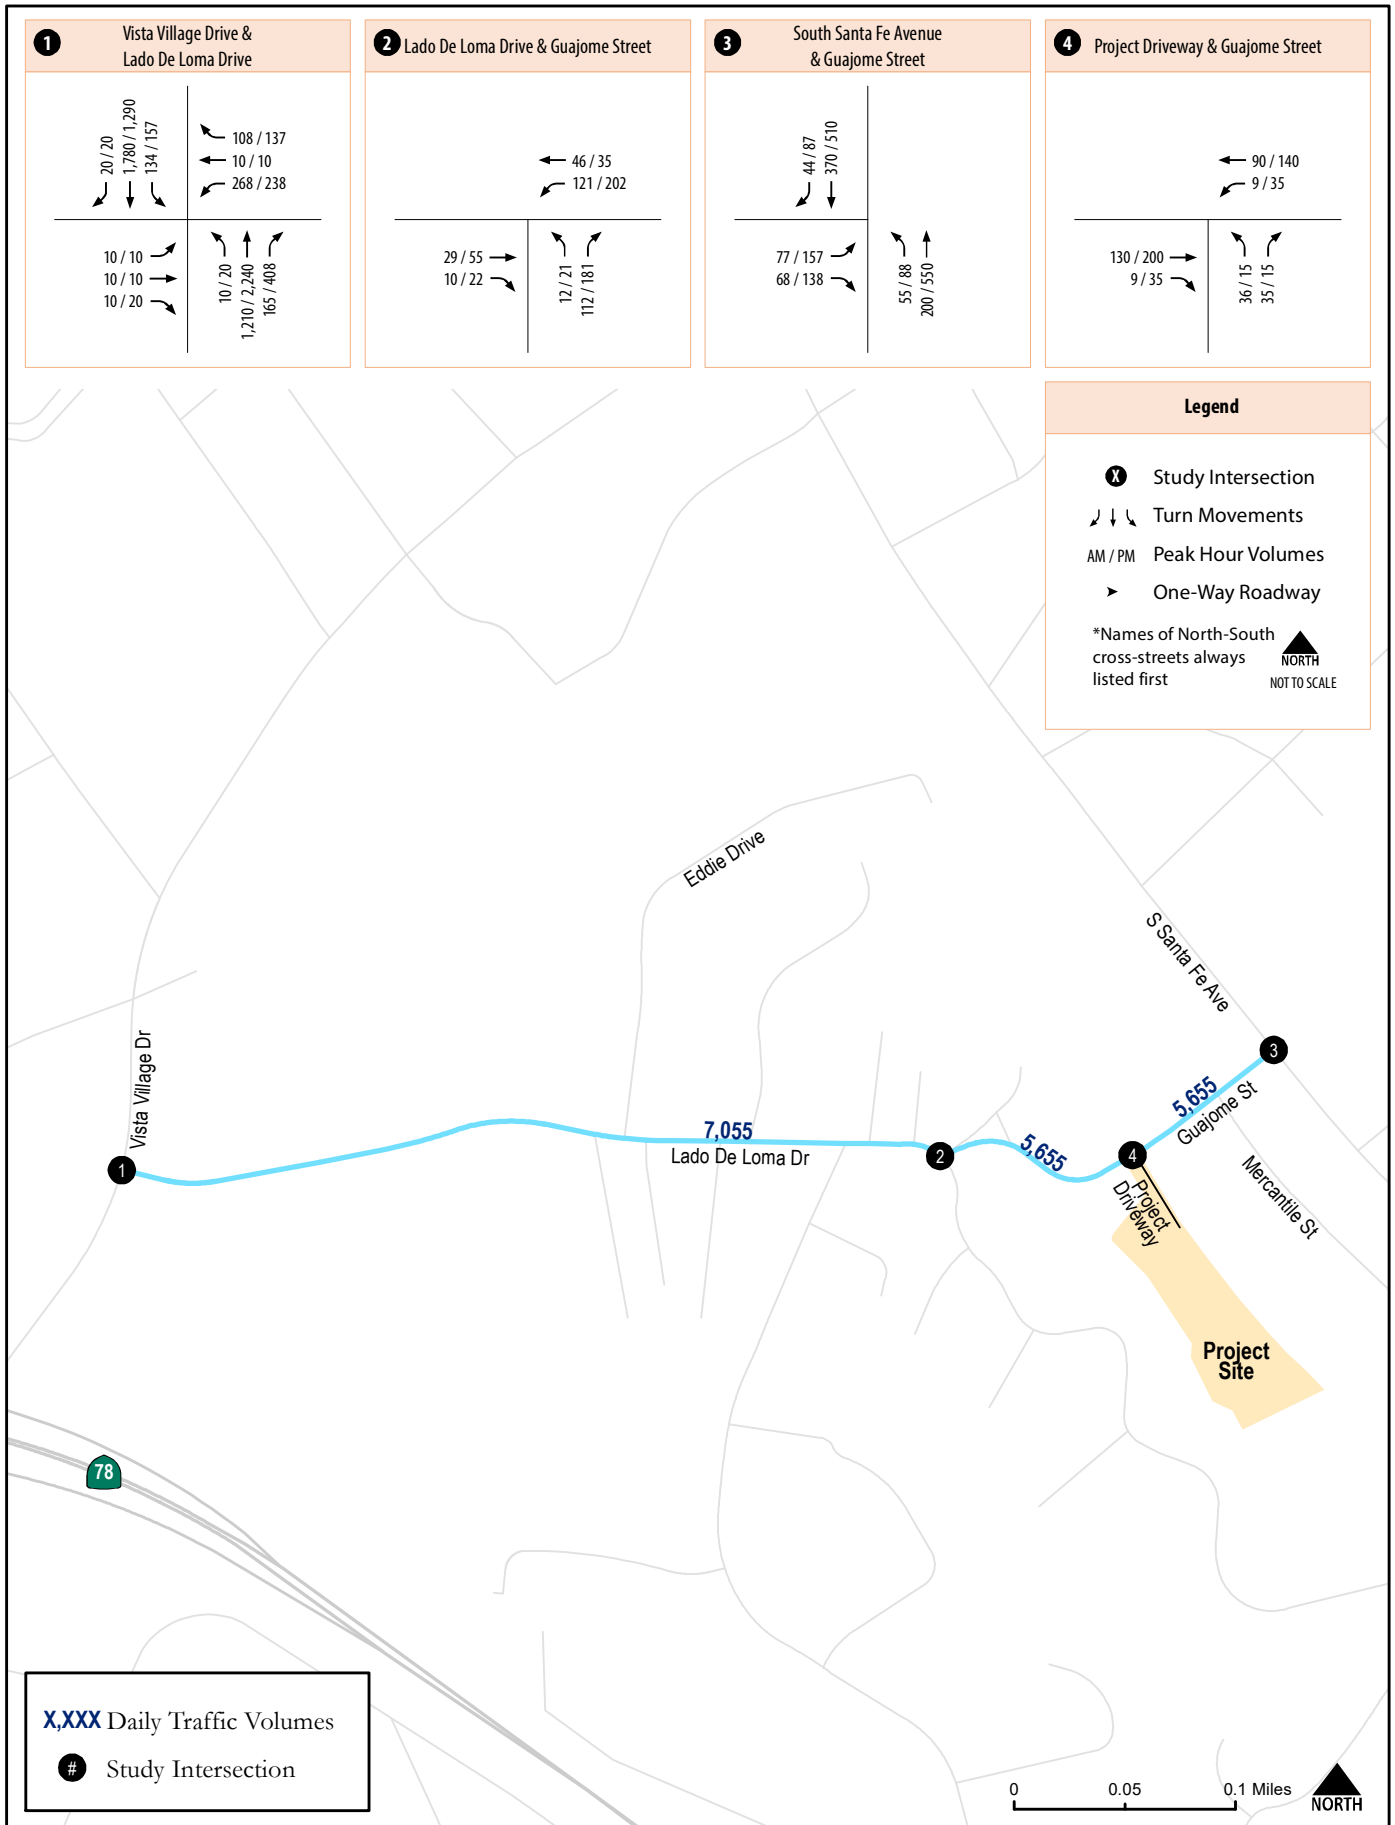 1
Vista Village Drive &
Lado De Loma Drive
20 / 20
1,780 / 1,290
134 / 157
108 / 137
10 / 10
268 / 238
10 / 10
10 / 10
10 / 20
10 / 20
1,210 / 2,240
165 / 408
2
Lado De Loma Drive & Guajome Street
46 / 35
121 / 202
29 / 55
10 / 22
12 / 21
112 / 181
3
South Santa Fe Avenue
& Guajome Street
44 / 87
370 / 510
77 / 157
68 / 138
55 / 88
200 / 550
4
Project Driveway & Guajome Street
90 / 140
9 / 35
130 / 200
9 / 35
36 / 15
35 / 15
Legend
X Study Intersection
Turn Movements
AM / PM Peak Hour Volumes
One-Way Roadway
*Names of North-South
cross-streets always
listed first
NORTH
NOT TO SCALE
Eddie Drive
S Santa Fe Ave
Vista Village Dr
3
5,655
Guajome St
7,055
Lado De Loma Dr
1
2
5,655
4
Project
Driveway
Mercantile St
Project
Site
78
X,XXX Daily Traffic Volumes
# Study Intersection
0 0.05 0.1 Miles
NORTH